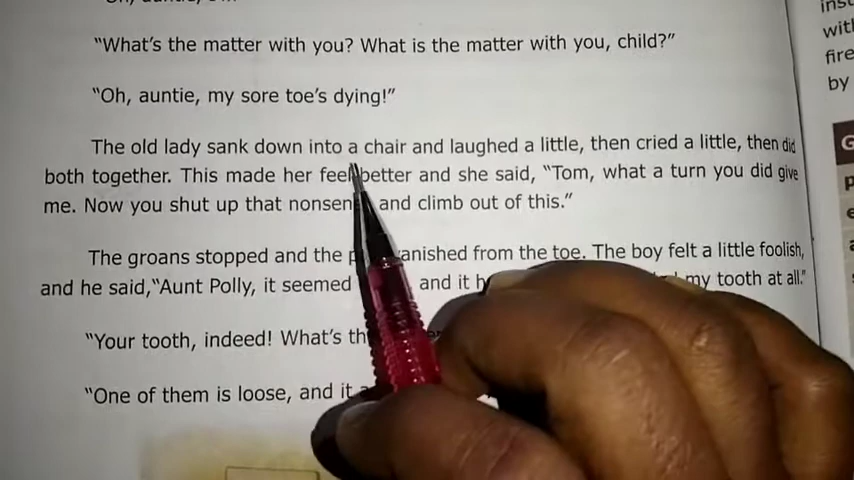 "Oh, auntie, I'm
"What's the matter with you? What is the matter with you, child?"
"Oh, auntie, my sore toe's dying!"
The old lady sank down into a chair and laughed a little, then cried a little, then did
both together. This made her feel better and she said, "Tom, what a turn you did give
me. Now you shut up that nonsen and climb out of this."
The groans stopped and the p anished from the toe. The boy felt a little foolish,
and he said,"Aunt Polly, it seemed and it h my tooth at all."
"Your tooth, indeed! What's th
"One of them is loose, and it a
inst
with
fire
by
G
p
e
a
s